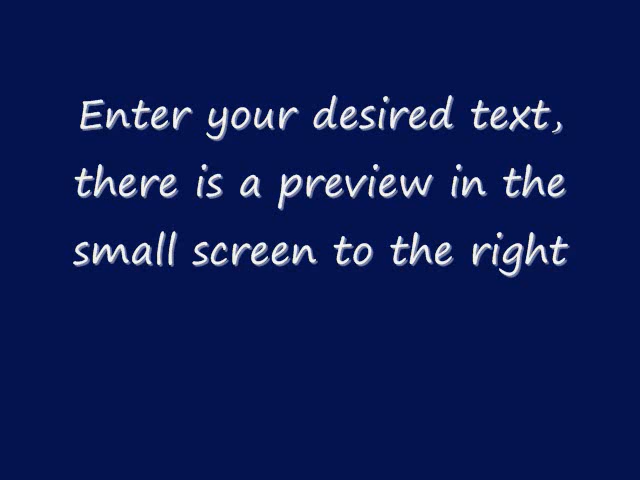 Enter your desired text,
there is a preview in the
small screen to the right